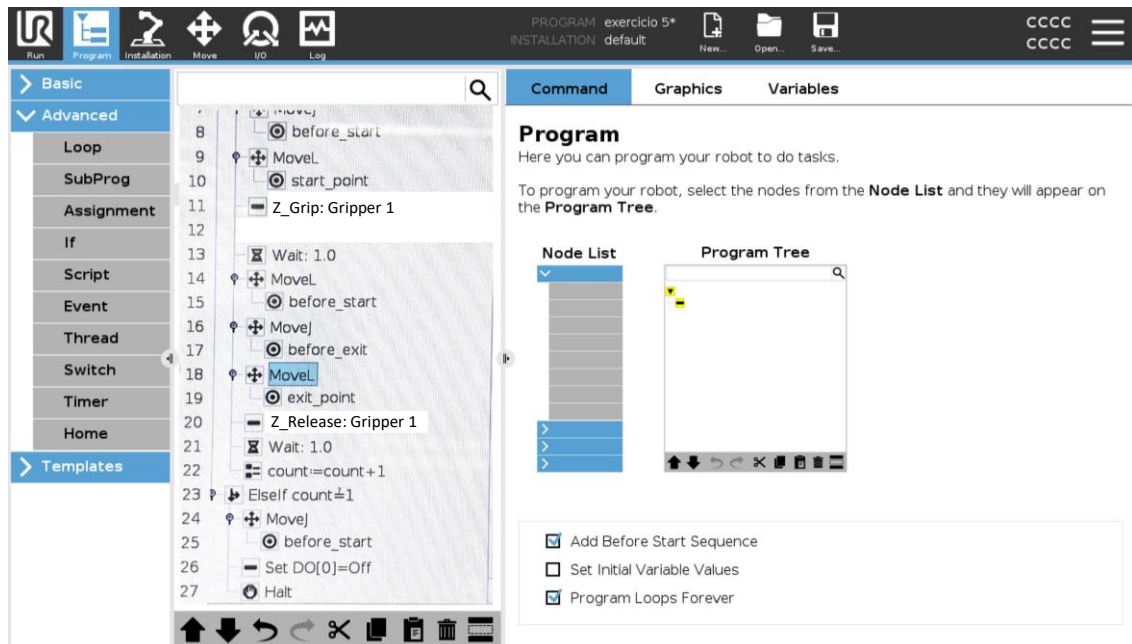 PROGRAM exercicio 5*
INSTALLATION default
CCCC
CCCC
Run Program Installation Move I/O Log New... Open... Save...
Basic
Advanced
Loop
SubProg
Assignment
If
Script
Event
Thread
Switch
Timer
Home
Templates
7 MoveJ
8 before_start
9 MoveL
10 start_point
11 Z_Grip: Gripper 1
12
13 Wait: 1.0
14 MoveL
15 before_start
16 MoveJ
17 before_exit
18 MoveL
19 exit_point
20 Z_Release: Gripper 1
21 Wait: 1.0
22 count:=count+1
23 ElseIf count≟1
24 MoveJ
25 before_start
26 Set DO[0]=Off
27 Halt
Command Graphics Variables
Program
Here you can program your robot to do tasks.
To program your robot, select the nodes from the Node List and they will appear on
the Program Tree.
Node List Program Tree
Add Before Start Sequence
Set Initial Variable Values
Program Loops Forever